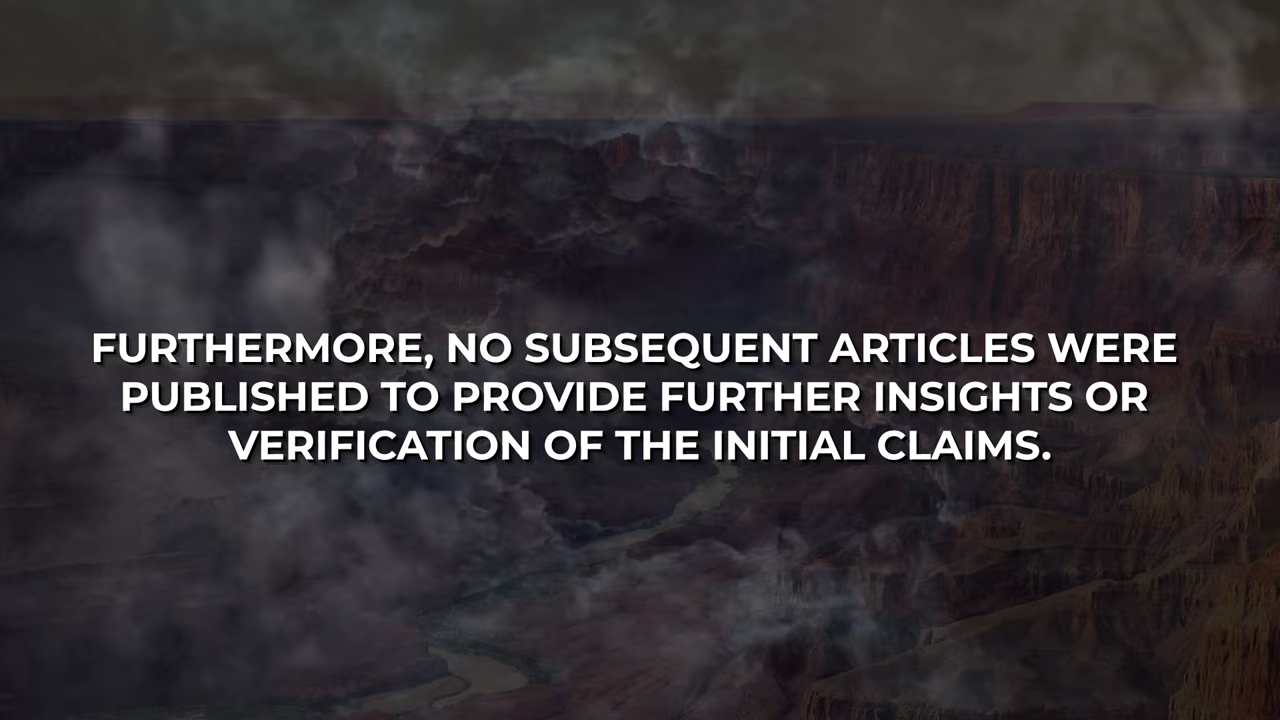 FURTHERMORE, NO SUBSEQUENT ARTICLES WERE
PUBLISHED TO PROVIDE FURTHER INSIGHTS OR
VERIFICATION OF THE INITIAL CLAIMS.